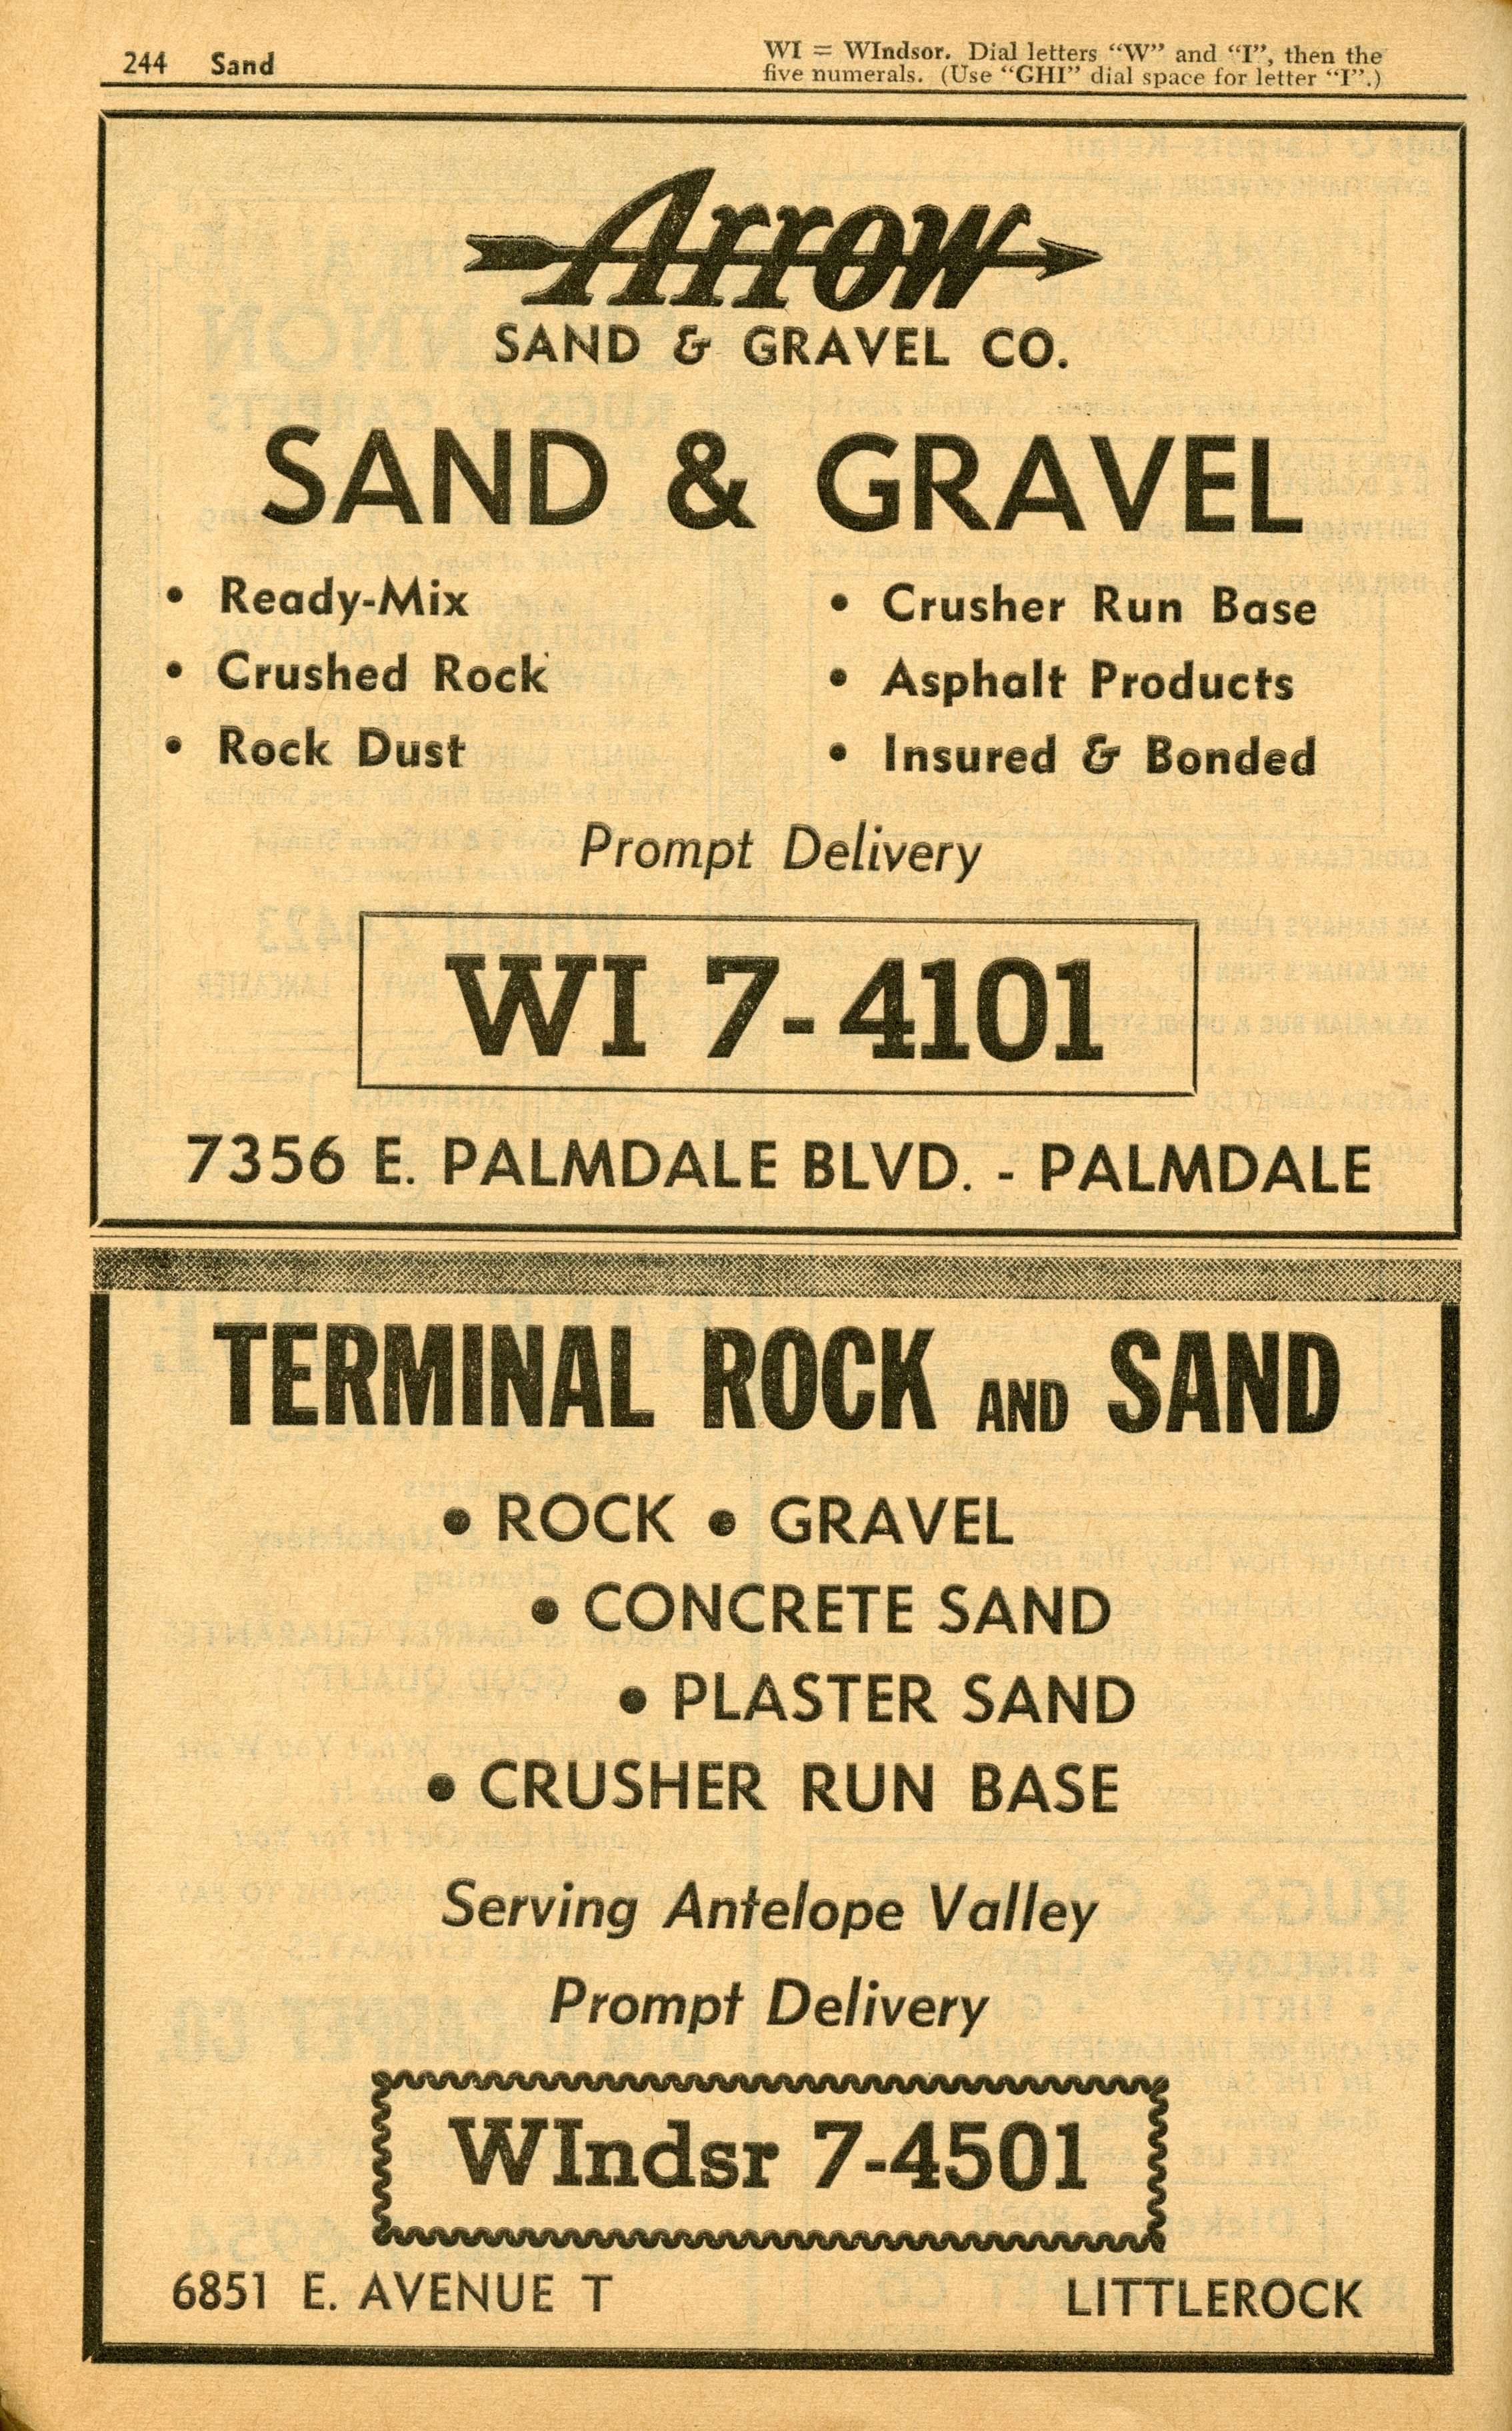 244 Sand
WI = WIndsor. Dial letters “W” and “I”, then the
five numerals. (Use “GHI” dial space for letter “I”.)
Arrow
SAND & GRAVEL CO.
SAND & GRAVEL
• Ready-Mix
• Crushed Rock
• Rock Dust
• Crusher Run Base
• Asphalt Products
• Insured & Bonded
Prompt Delivery
WI 7-4101
7356 E. PALMDALE BLVD. - PALMDALE
TERMINAL ROCK AND SAND
• ROCK • GRAVEL
• CONCRETE SAND
• PLASTER SAND
• CRUSHER RUN BASE
Serving Antelope Valley
Prompt Delivery
WIndsr 7-4501
6851 E. AVENUE T LITTLEROCK